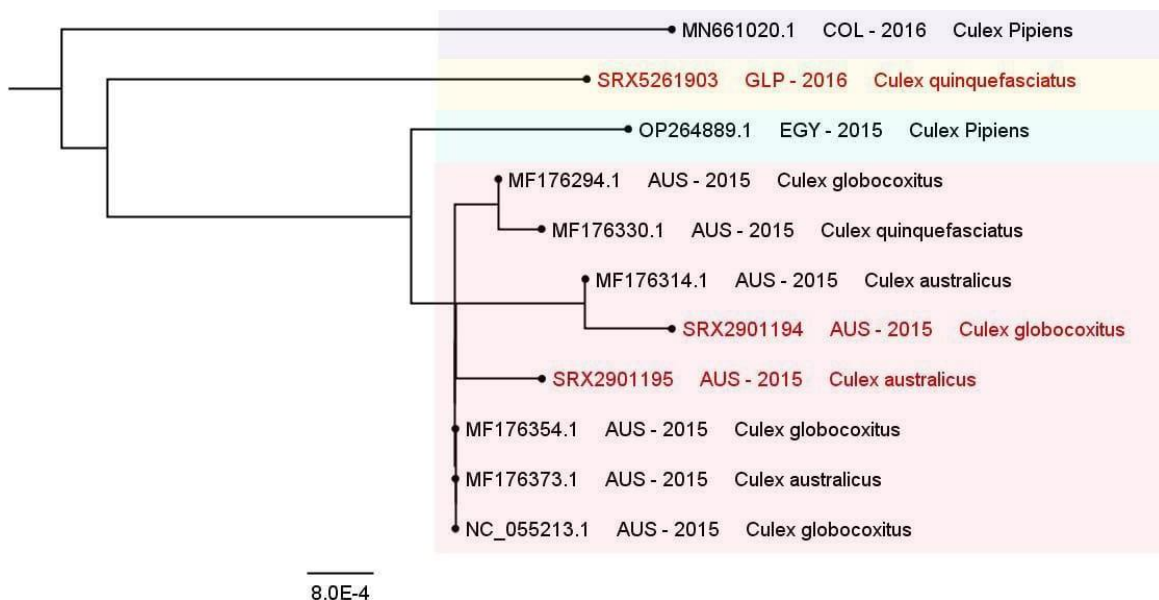 MN661020.1 COL - 2016 Culex Pipiens
SRX5261903 GLP - 2016 Culex quinquefasciatus
OP264889.1 EGY - 2015 Culex Pipiens
MF176294.1 AUS - 2015 Culex globocoxitus
MF176330.1 AUS - 2015 Culex quinquefasciatus
MF176314.1 AUS - 2015 Culex australicus
SRX2901194 AUS - 2015 Culex globocoxitus
SRX2901195 AUS - 2015 Culex australicus
MF176354.1 AUS - 2015 Culex globocoxitus
MF176373.1 AUS - 2015 Culex australicus
NC_055213.1 AUS - 2015 Culex globocoxitus
8.0E-4